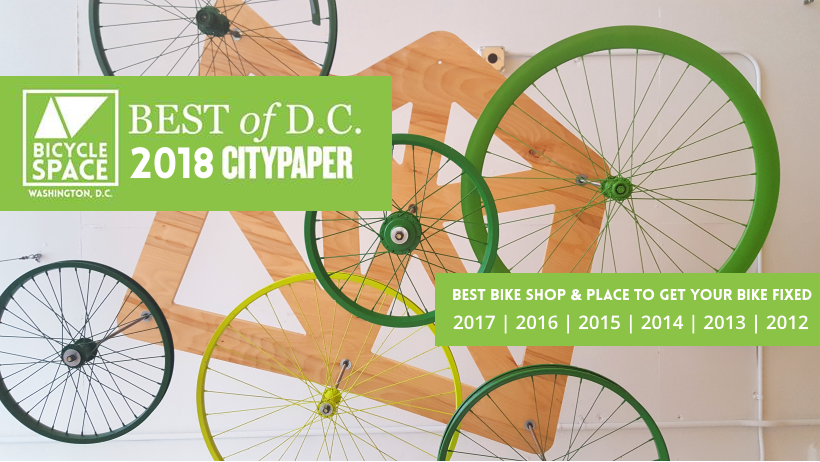 BICYCLE
SPACE
WASHINGTON, D.C.
BEST of D.C.
2018 CITYPAPER
BEST BIKE SHOP & PLACE TO GET YOUR BIKE FIXED
2017 | 2016 | 2015 | 2014 | 2013 | 2012